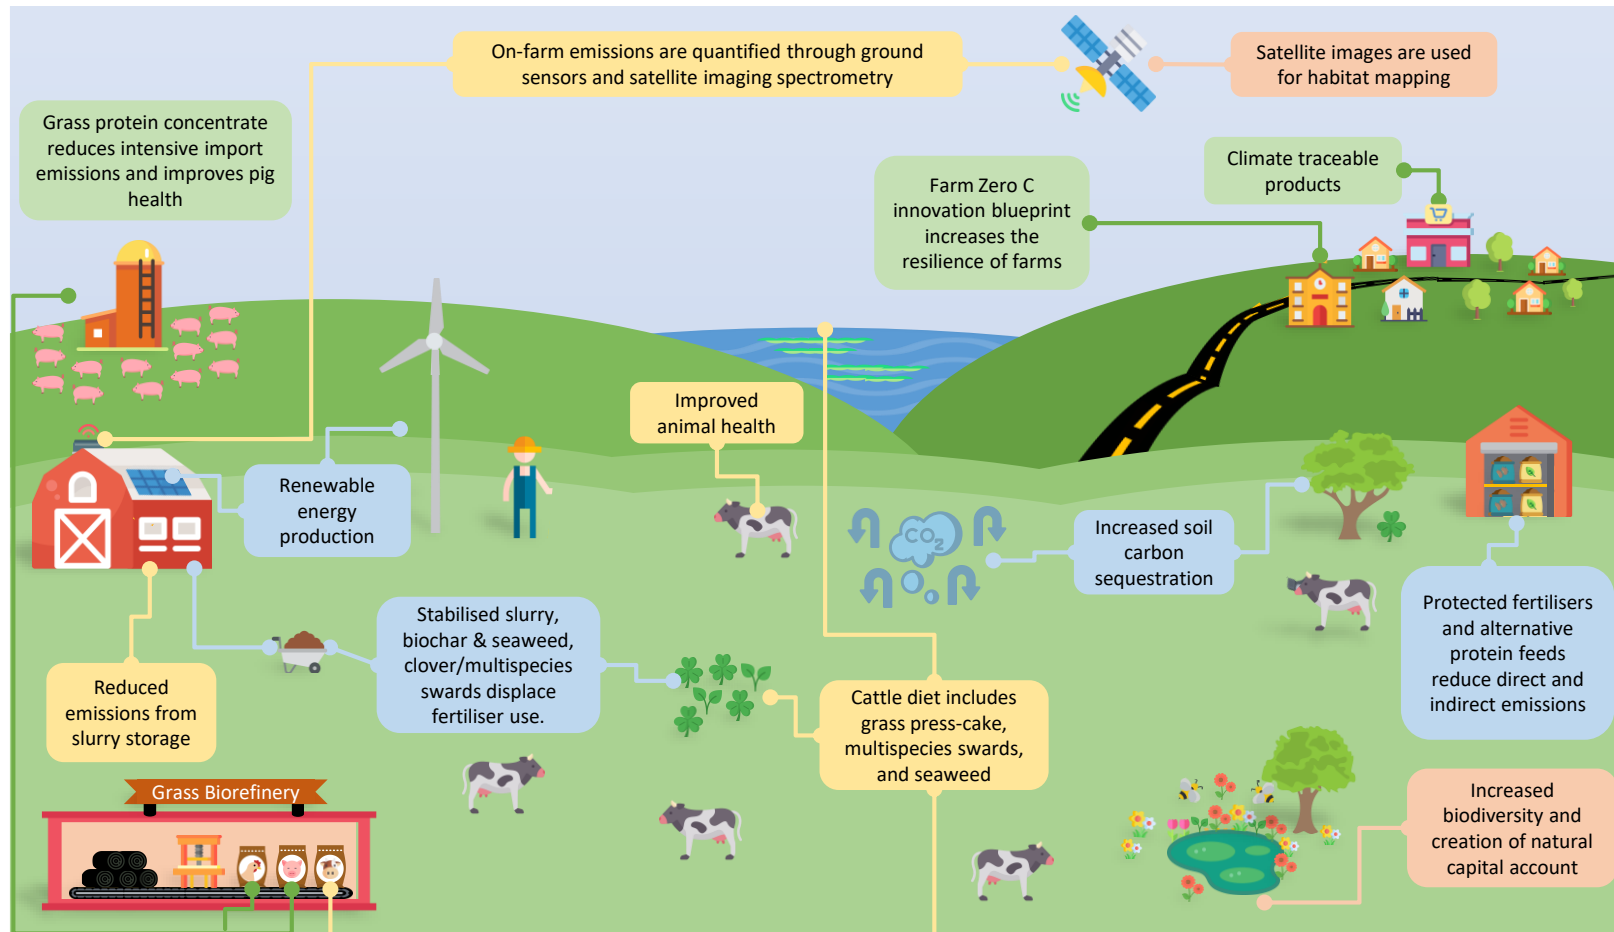 On-farm emissions are quantified through ground
sensors and satellite imaging spectrometry
Satellite images are used
for habitat mapping
Grass protein concentrate
reduces intensive import
emissions and improves pig
health
Farm Zero C
innovation blueprint
increases the
resilience of farms
Climate traceable
products
Improved
animal health
Renewable
energy
production
CO2
Increased soil
carbon
sequestration
Protected fertilisers
and alternative
protein feeds
reduce direct and
indirect emissions
Stabilised slurry,
biochar & seaweed,
clover/multispecies
swards displace
fertiliser use.
Reduced
emissions from
slurry storage
Cattle diet includes
grass press-cake,
multispecies swards,
and seaweed
Grass Biorefinery
Increased
biodiversity and
creation of natural
capital account